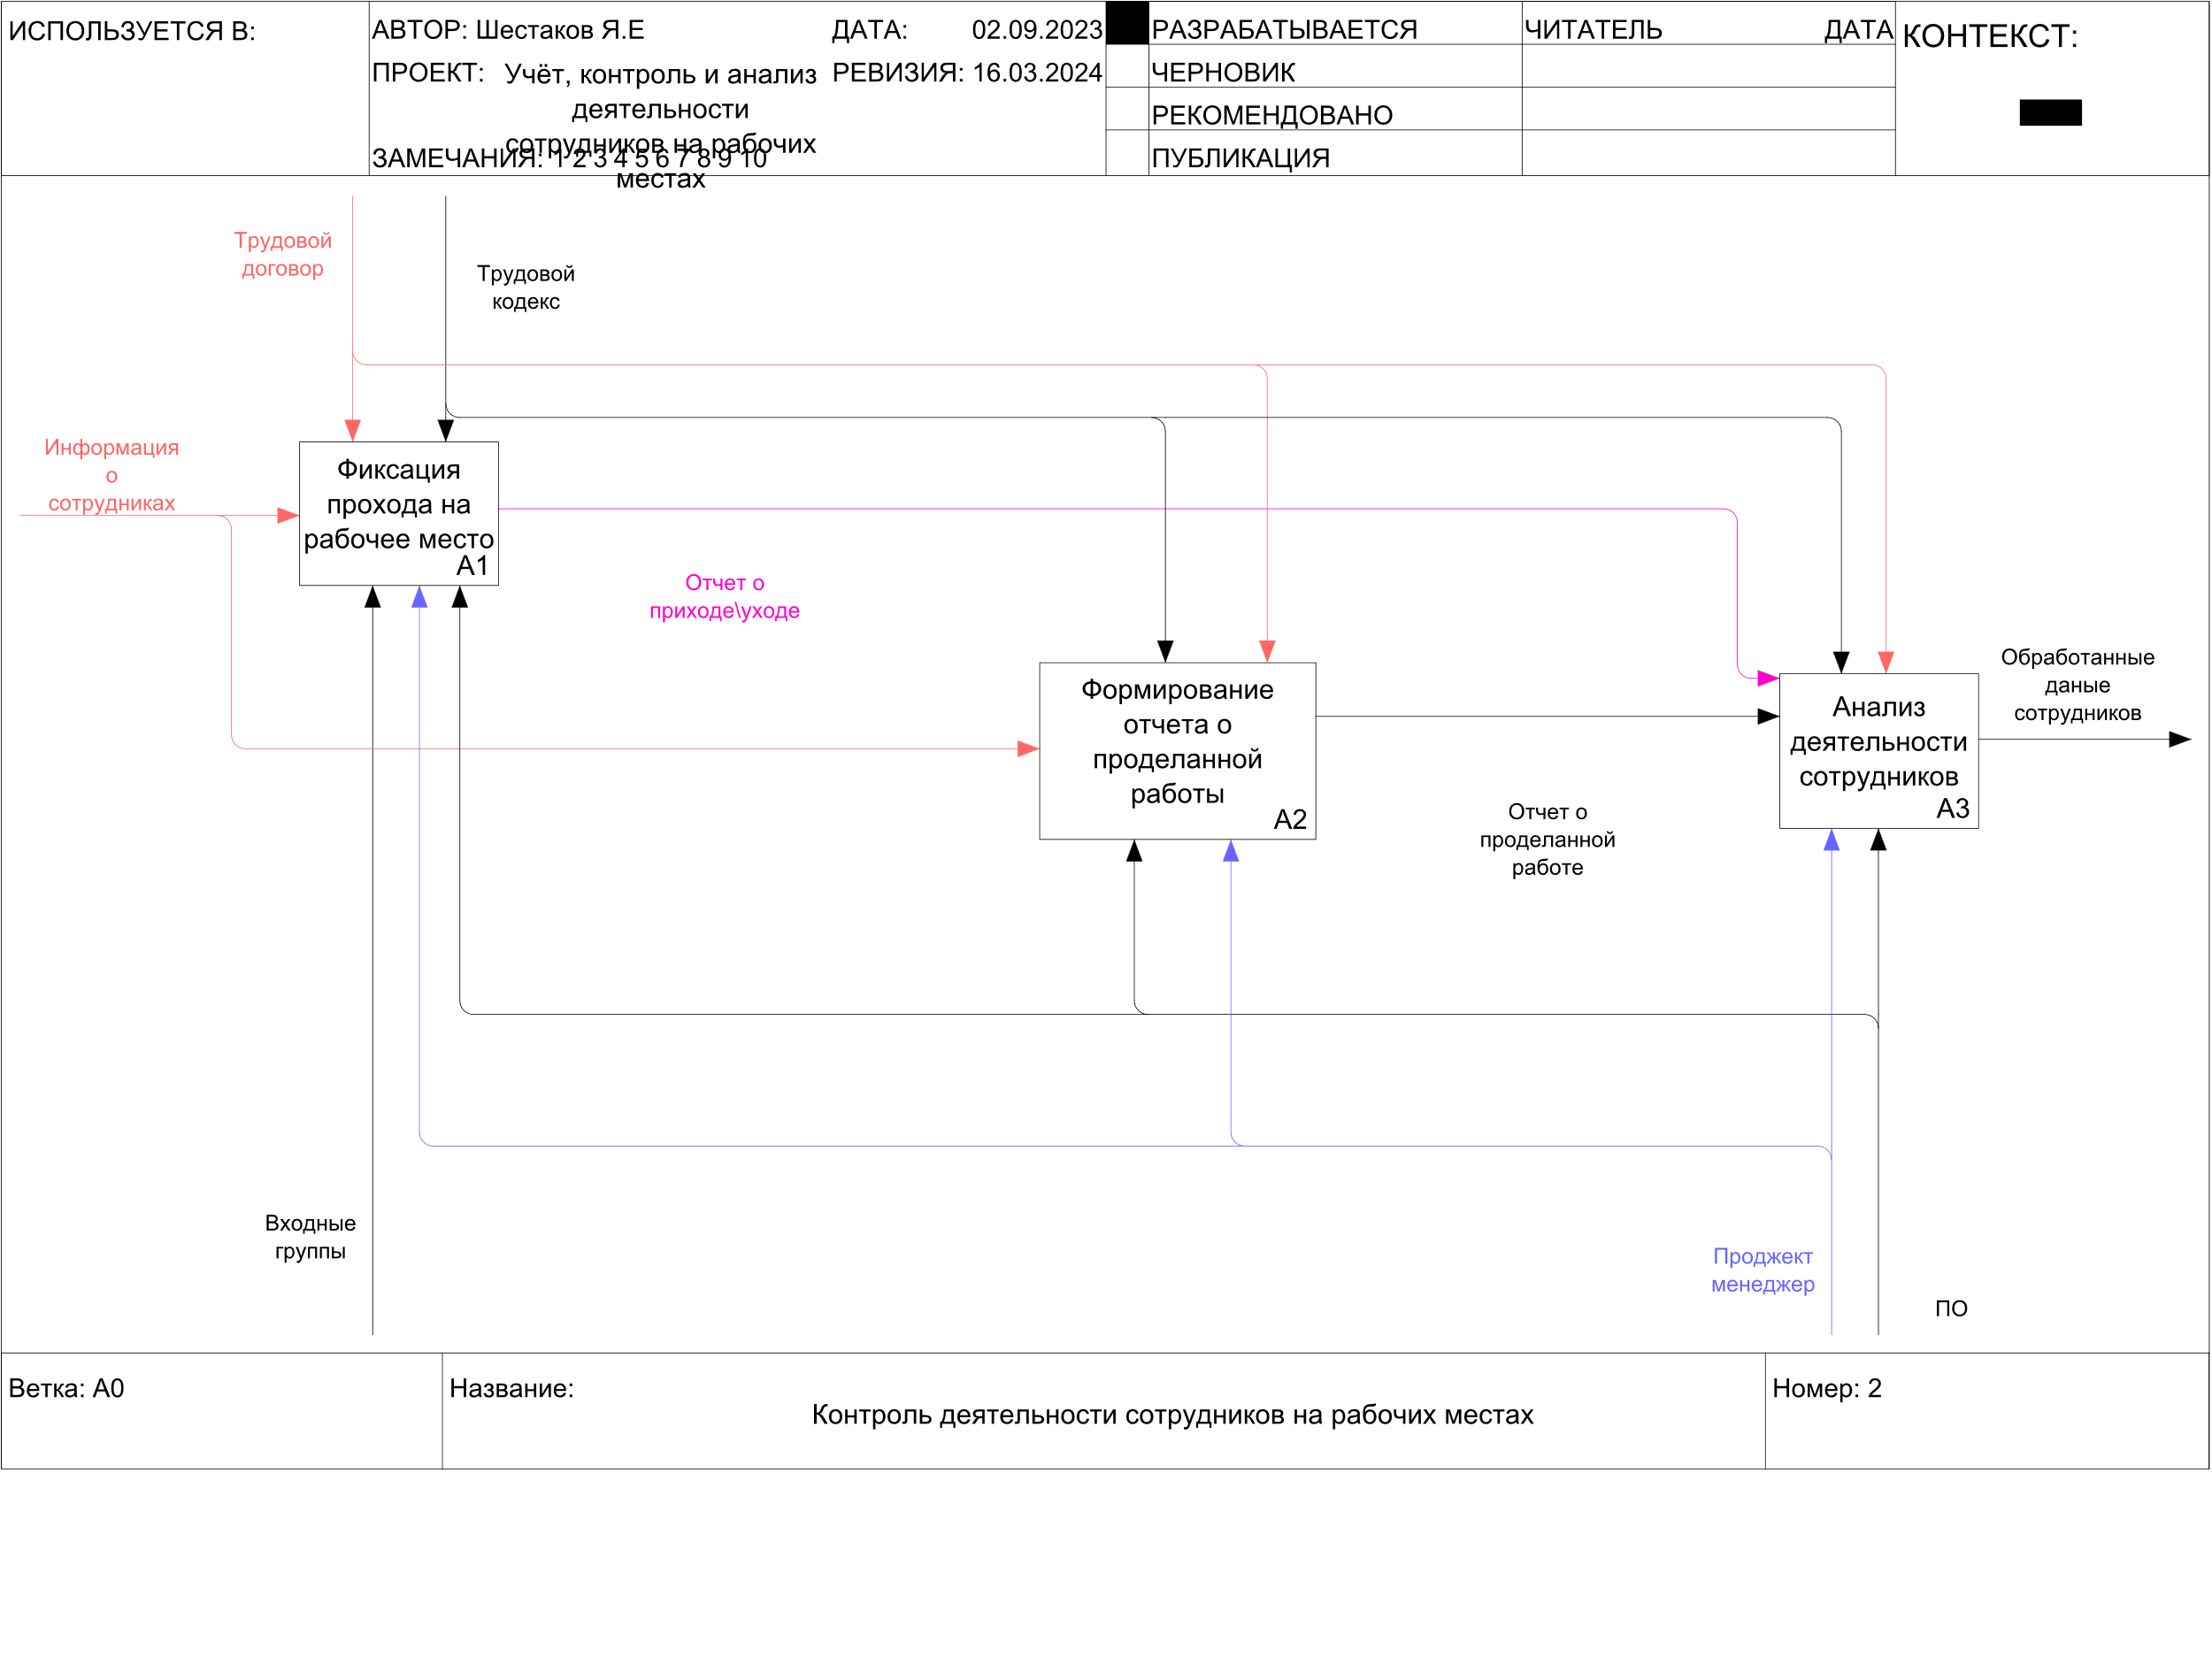 ИСПОЛЬЗУЕТСЯ В:
АВТОР: Шестаков Я.Е
ДАТА: 02.09.2023
ПРОЕКТ: Учёт, контроль и анализ
деятельности
сотрудников на рабочих
местах
РЕВИЗИЯ: 16.03.2024
ЗАМЕЧАНИЯ: 1 2 3 4 5 6 7 8 9 10
РАЗРАБАТЫВАЕТСЯ
ЧЕРНОВИК
РЕКОМЕНДОВАНО
ПУБЛИКАЦИЯ
ЧИТАТЕЛЬ ДАТА
КОНТЕКСТ:
Трудовой
договор
Трудовой
кодекс
Информация
о
сотрудниках
Фиксация
прохода на
рабочее место
A1
Отчет о
приходе\уходе
Формирование
отчета о
проделанной
работы
A2
Отчет о
проделанной
работе
Анализ
деятельности
сотрудников
A3
Обработанные
даные
сотрудников
Входные
группы
Проджект
менеджер
ПО
Ветка: A0
Название:
Контроль деятельности сотрудников на рабочих местах
Номер: 2